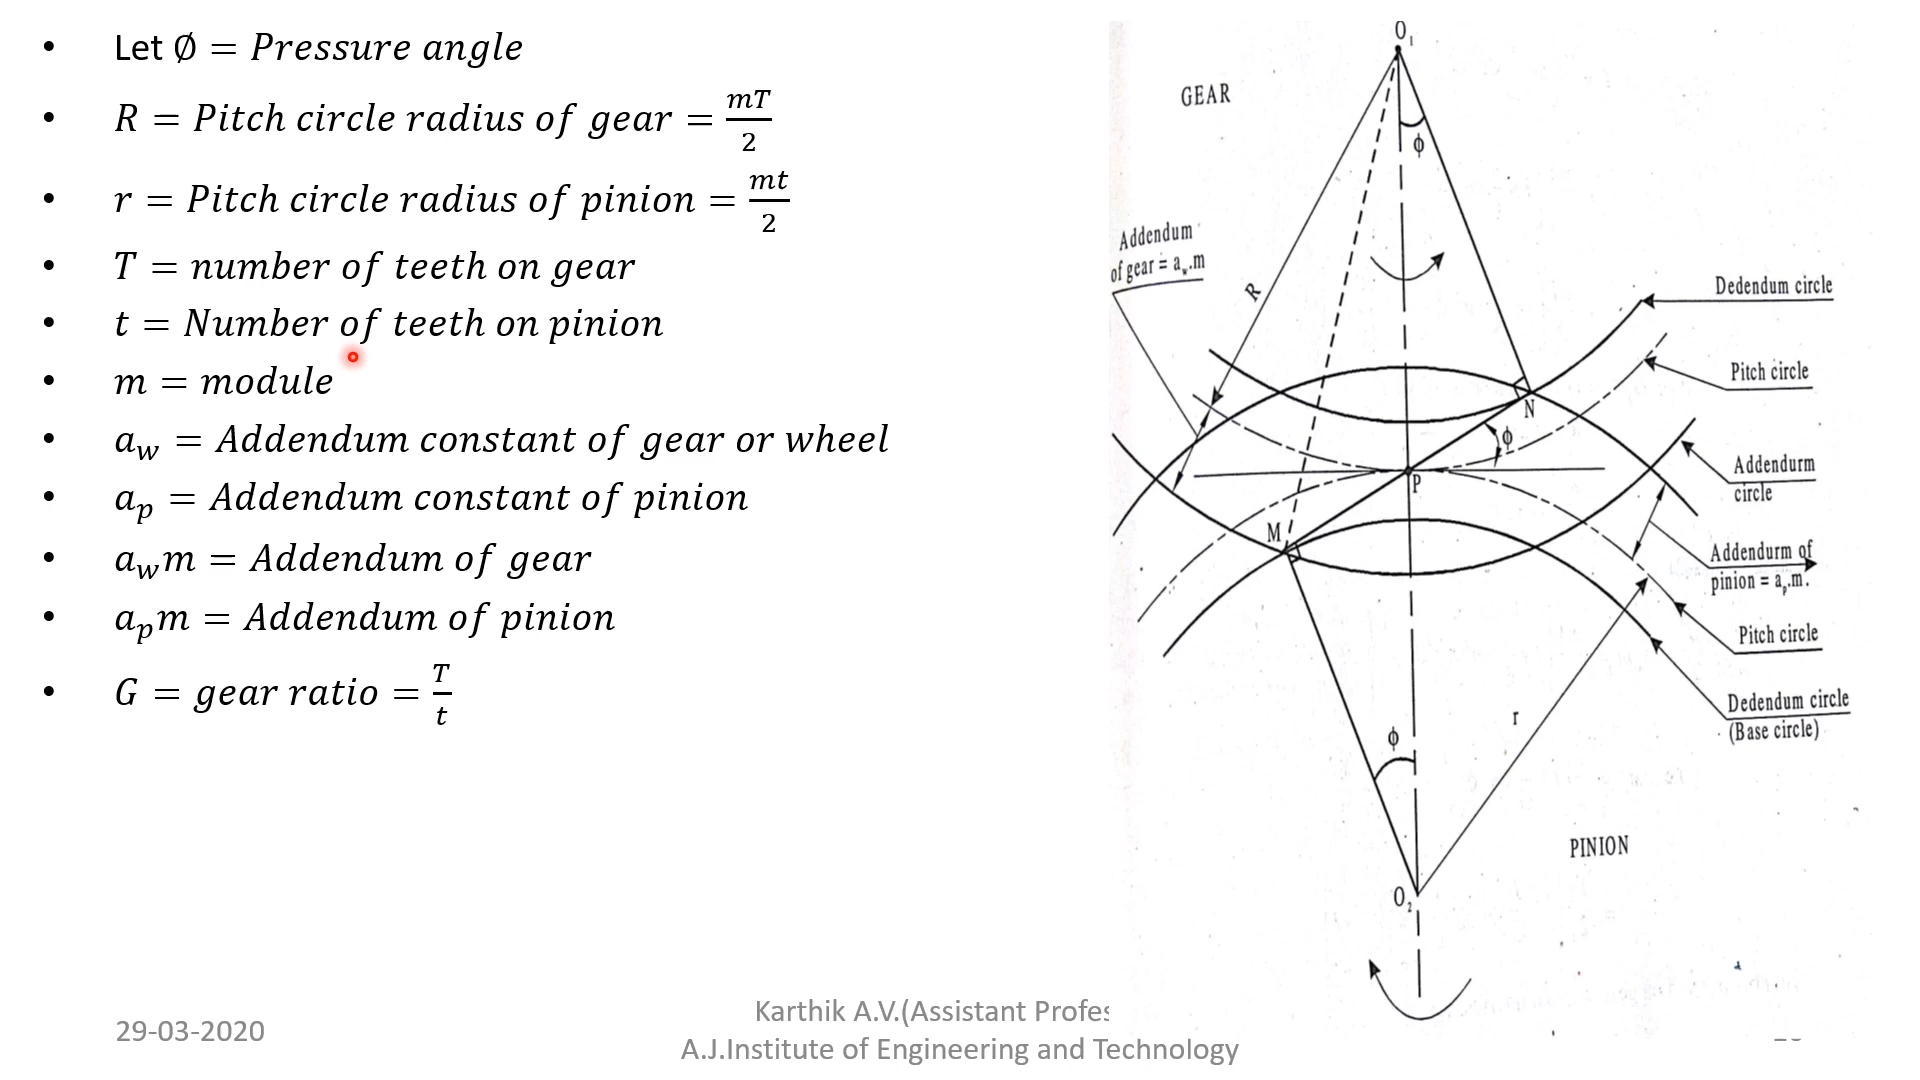 • Let ∅ = Pressure angle
• R = Pitch circle radius of gear = mT/2
• r = Pitch circle radius of pinion = mt/2
• T = number of teeth on gear
• t = Number of teeth on pinion
• m = module
• a_w = Addendum constant of gear or wheel
• a_p = Addendum constant of pinion
• a_w m = Addendum of gear
• a_p m = Addendum of pinion
• G = gear ratio = T/t
O₁
GEAR
ϕ
Addendum
of gear = a_w.m
R
Dedendum circle
Pitch circle
N
ϕ
Addendurm
circle
P
M
Addendurm of
pinion = a_p.m.
Pitch circle
Dedendum circle
(Base circle)
r
ϕ
PINION
O₂
29-03-2020
Karthik A.V.(Assistant
A.J.Institute of Engineering and Technology